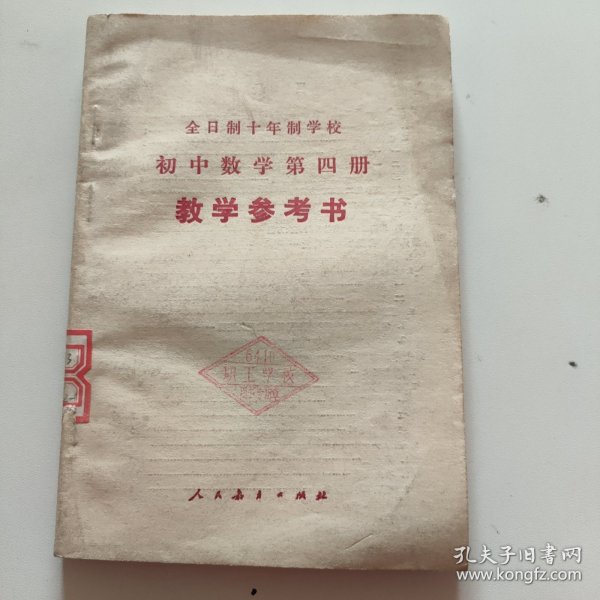 全日制十年制学校
初中数学第四册
教学参考书
人民教育出版社
孔夫子旧书网
www.kongfz.com